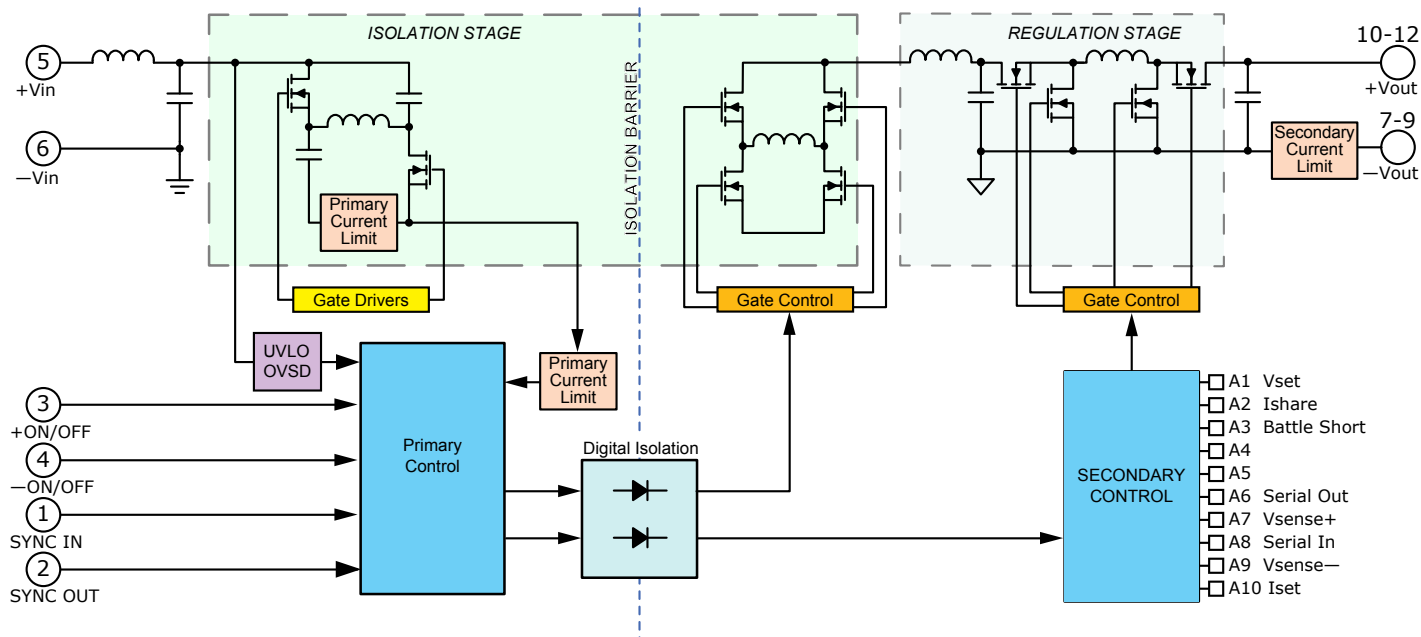 ISOLATION STAGE
REGULATION STAGE
10-12
+Vout
7-9
—Vout
5
+Vin
6
—Vin
ISOLATION BARRIER
Secondary
Current
Limit
Primary
Current
Limit
Gate Drivers
Gate Control
Gate Control
UVLO
OVSD
Primary
Current
Limit
3
+ON/OFF
4
—ON/OFF
1
SYNC IN
2
SYNC OUT
Primary
Control
Digital Isolation
SECONDARY
CONTROL
A1 Vset
A2 Ishare
A3 Battle Short
A4
A5
A6 Serial Out
A7 Vsense+
A8 Serial In
A9 Vsense—
A10 Iset